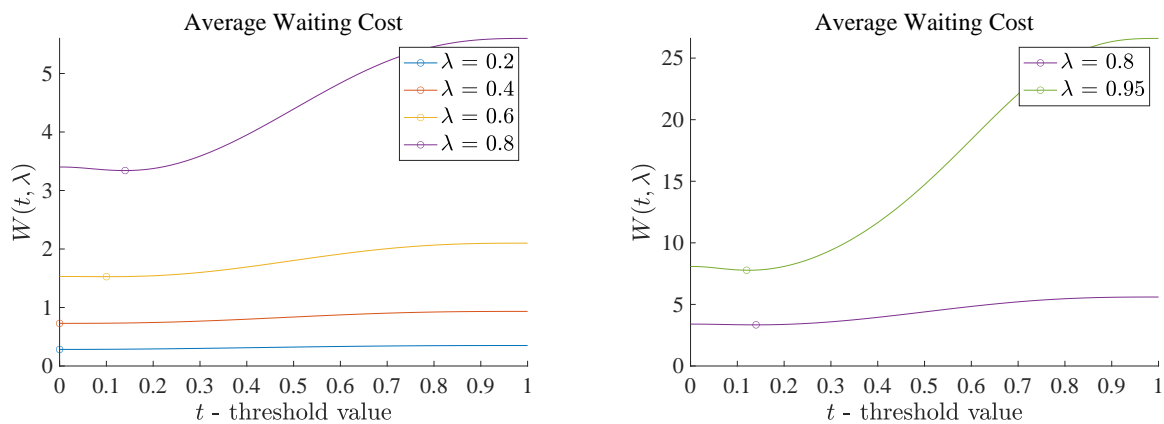 Average Waiting Cost
λ = 0.2
λ = 0.4
λ = 0.6
λ = 0.8
W(t, λ)
5
4
3
2
1
0
0 0.1 0.2 0.3 0.4 0.5 0.6 0.7 0.8 0.9 1
t - threshold value
Average Waiting Cost
λ = 0.8
λ = 0.95
W(t, λ)
25
20
15
10
5
0
0 0.1 0.2 0.3 0.4 0.5 0.6 0.7 0.8 0.9 1
t - threshold value